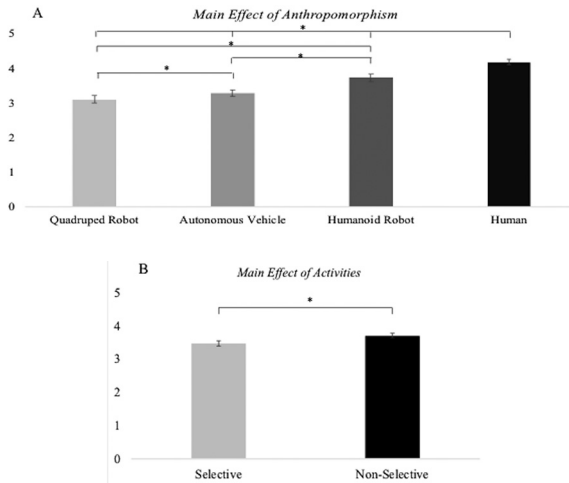 A
Main Effect of Anthropomorphism
5
*
*
*
*
4
3
2
1
0
Quadruped Robot Autonomous Vehicle Humanoid Robot Human
B
Main Effect of Activities
5
*
4
3
2
1
0
Selective Non-Selective